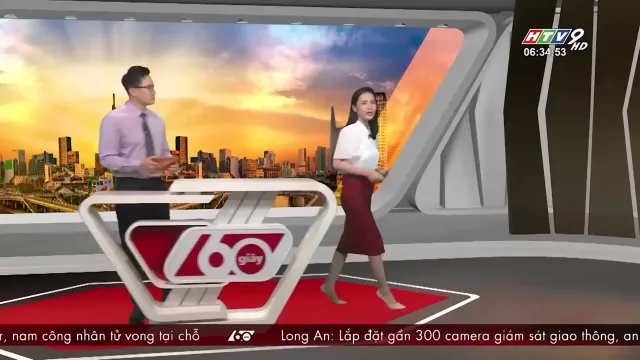 HTV9
HD
06:34:53
60
giây
r, nam công nhân tử vong tại chỗ 60 Long An: Lắp đặt gần 300 camera giám sát giao thông, an